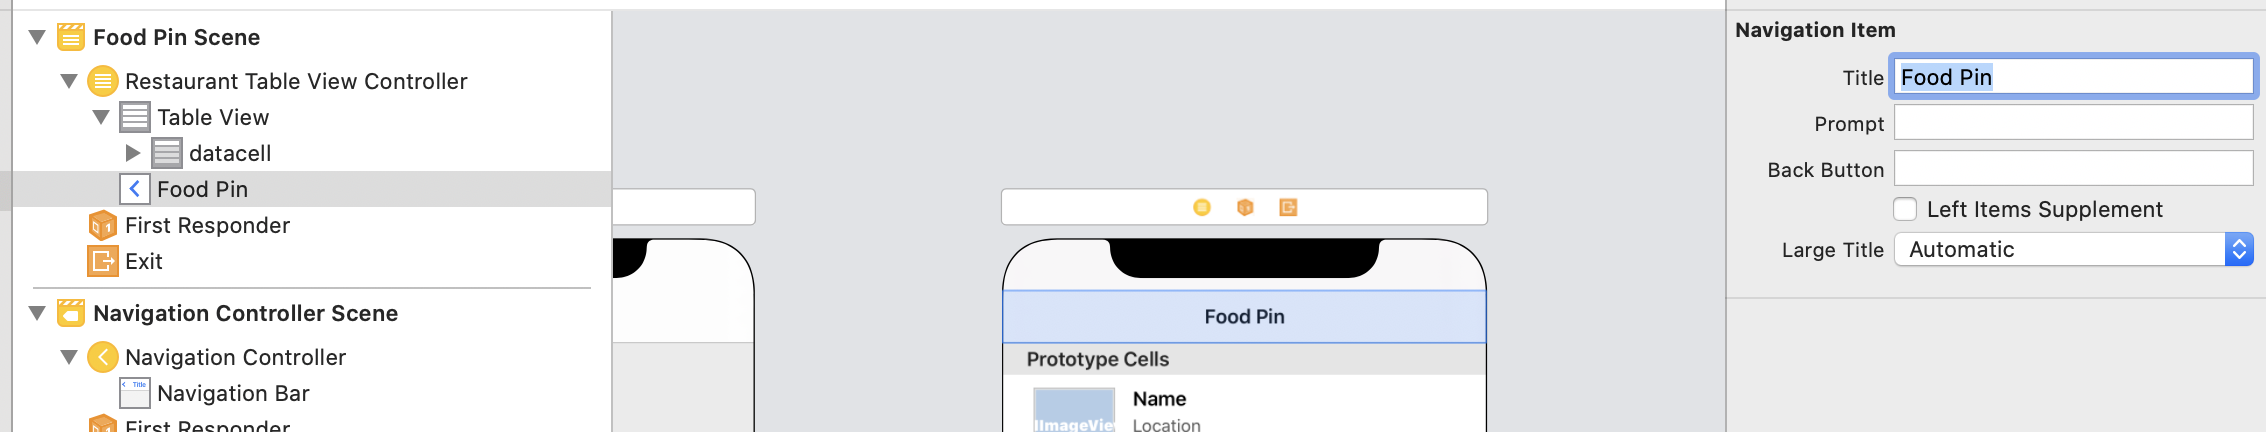 Food Pin Scene
Restaurant Table View Controller
Table View
datacell
Food Pin
First Responder
Exit
Navigation Controller Scene
Navigation Controller
Title
Navigation Bar
First Responder
Food Pin
Prototype Cells
Name
Location
Navigation Item
Title Food Pin
Prompt
Back Button
Left Items Supplement
Large Title Automatic